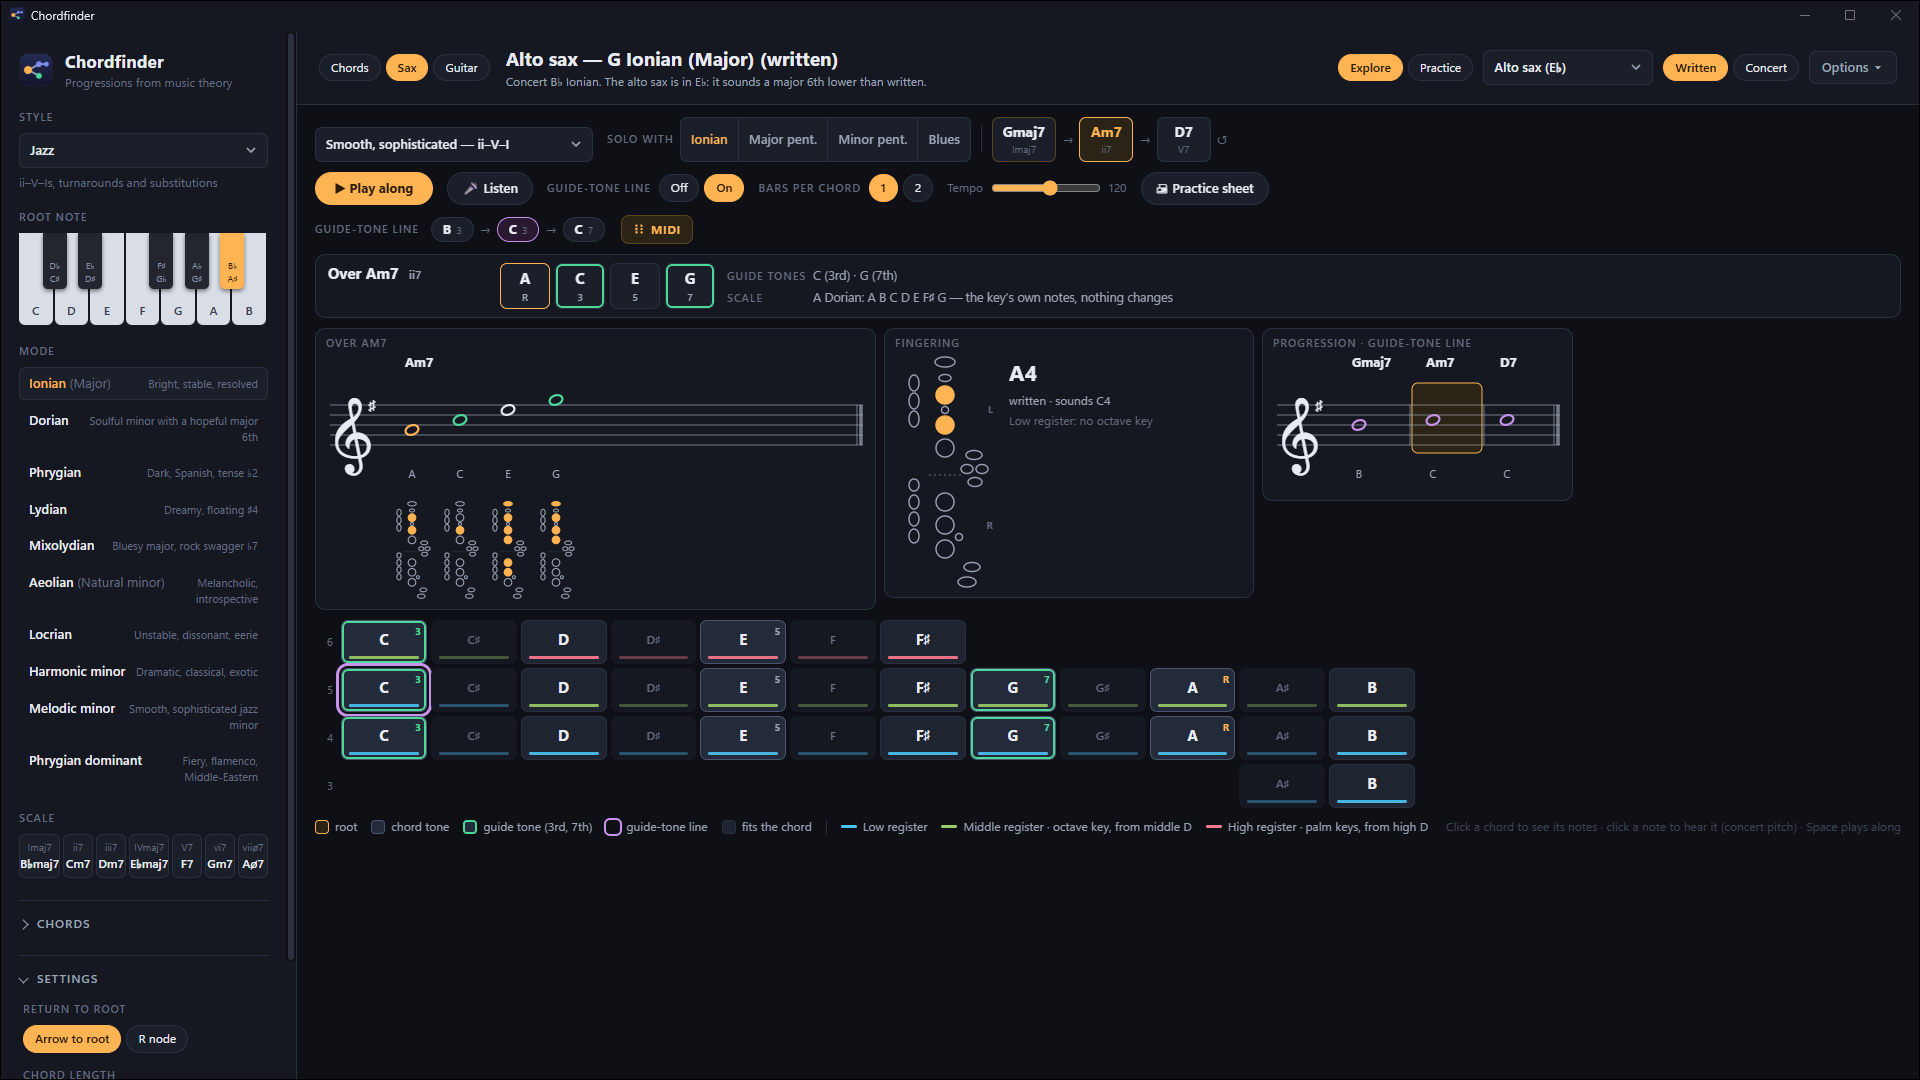 Chordfinder
Chordfinder
Progressions from music theory
STYLE
Jazz
ii–V–Is, turnarounds and substitutions
ROOT NOTE
D♭ E♭ F♯ A♭ B♭
C♯ D♯ G♭ G♯ A♯
C D E F G A B
MODE
Ionian (Major) Bright, stable, resolved
Dorian Soulful minor with a hopeful major
6th
Phrygian Dark, Spanish, tense ♭2
Lydian Dreamy, floating ♯4
Mixolydian Bluesy major, rock swagger ♭7
Aeolian (Natural minor) Melancholic,
introspective
Locrian Unstable, dissonant, eerie
Harmonic minor Dramatic, classical, exotic
Melodic minor Smooth, sophisticated jazz
minor
Phrygian dominant Fiery, flamenco,
Middle-Eastern
SCALE
Imaj7 ii7 iii7 IVmaj7 V7 vi7 viiø7
B♭maj7 Cm7 Dm7 E♭maj7 F7 Gm7 Aø7
CHORDS
SETTINGS
RETURN TO ROOT
Arrow to root R node
CHORD LENGTH
Chords Sax Guitar
Alto sax — G Ionian (Major) (written)
Concert B♭ Ionian. The alto sax is in E♭: it sounds a major 6th lower than written.
Explore Practice Alto sax (E♭) Written Concert Options
Smooth, sophisticated — ii–V–I SOLO WITH Ionian Major pent. Minor pent. Blues
Gmaj7 → Am7 → D7 ↺
Imaj7 ii7 V7
Play along Listen GUIDE-TONE LINE Off On BARS PER CHORD 1 2 Tempo 120 Practice sheet
GUIDE-TONE LINE B 3 → C 3 → C 7 MIDI
Over Am7 ii7
A C E G
R 3 5 7
GUIDE TONES C (3rd) · G (7th)
SCALE A Dorian: A B C D E F♯ G — the key's own notes, nothing changes
OVER AM7
Am7
♯
A C E G
FINGERING
A4
written · sounds C4
Low register: no octave key
L
R
PROGRESSION · GUIDE-TONE LINE
Gmaj7 Am7 D7
♯
B C C
6 C 3 C♯ D D♯ E 5 F F♯
5 C 3 C♯ D D♯ E 5 F F♯ G 7 G♯ A R A♯ B
4 C 3 C♯ D D♯ E 5 F F♯ G 7 G♯ A R A♯ B
3 A♯ B
root chord tone guide tone (3rd, 7th) guide-tone line fits the chord Low register Middle register · octave key, from middle D High register · palm keys, from high D Click a chord to see its notes · click a note to hear it (concert pitch) · Space plays along